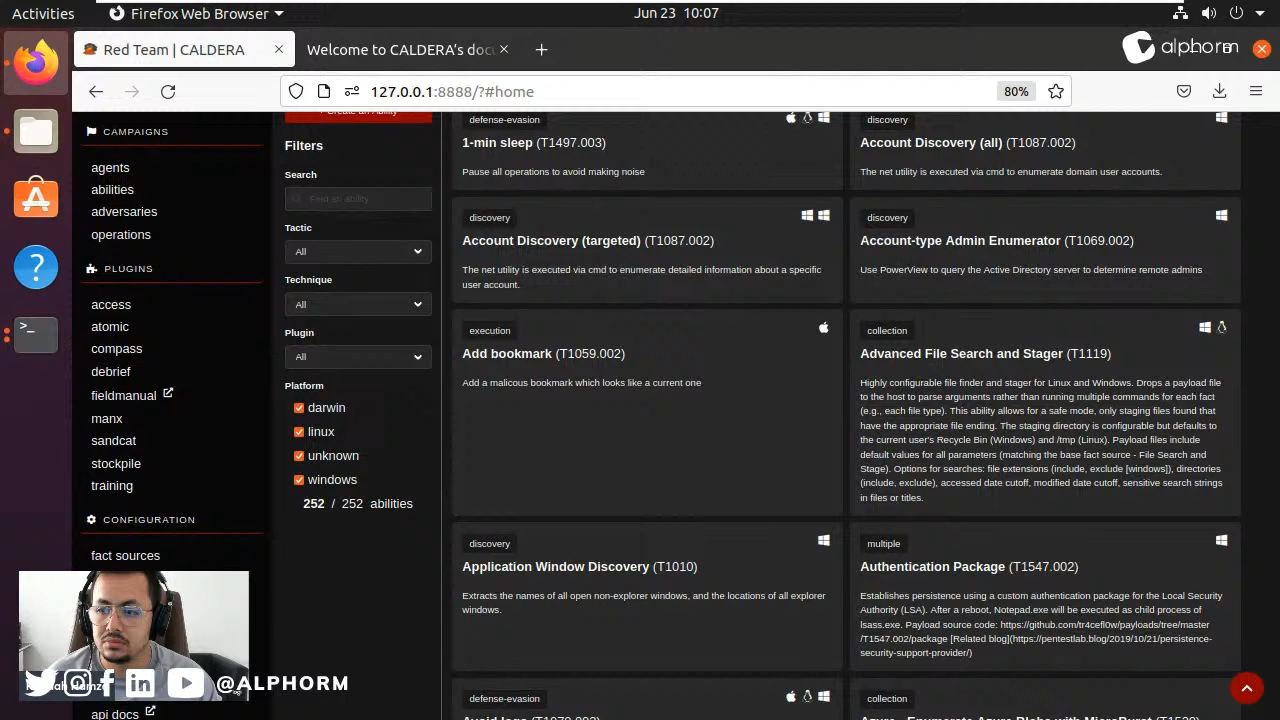 Activities
Firefox Web Browser
Jun 23 10:07
Red Team | CALDERA
Welcome to CALDERA's doc
alphorm
127.0.0.1:8888/?#home
80%
CAMPAIGNS
agents
abilities
adversaries
operations
PLUGINS
access
atomic
compass
debrief
fieldmanual
manx
sandcat
stockpile
training
CONFIGURATION
fact sources
api docs
@ALPHORM
+ Create an Ability
Filters
Search
Find an ability
Tactic
All
Technique
All
Plugin
All
Platform
darwin
linux
unknown
windows
252 / 252 abilities
defense-evasion
1-min sleep (T1497.003)
Pause all operations to avoid making noise
discovery
Account Discovery (all) (T1087.002)
The net utility is executed via cmd to enumerate domain user accounts.
discovery
Account Discovery (targeted) (T1087.002)
The net utility is executed via cmd to enumerate detailed information about a specific
user account.
discovery
Account-type Admin Enumerator (T1069.002)
Use PowerView to query the Active Directory server to determine remote admins
execution
Add bookmark (T1059.002)
Add a malicous bookmark which looks like a current one
collection
Advanced File Search and Stager (T1119)
Highly configurable file finder and stager for Linux and Windows. Drops a payload file
to the host to parse arguments rather than running multiple commands for each fact
(e.g., each file type). This ability allows for a safe mode, only staging files found that
have the appropriate file ending. The staging directory is configurable but defaults to
the current user's Recycle Bin (Windows) and /tmp (Linux). Payload files include
default values for all parameters (matching the base fact source - File Search and
Stage). Options for searches: file extensions (include, exclude [windows]), directories
(include, exclude), accessed date cutoff, modified date cutoff, sensitive search strings
in files or titles.
discovery
Application Window Discovery (T1010)
Extracts the names of all open non-explorer windows, and the locations of all explorer
windows.
multiple
Authentication Package (T1547.002)
Establishes persistence using a custom authentication package for the Local Security
Authority (LSA). After a reboot, Notepad.exe will be executed as child process of
lsass.exe. Payload source code: https://github.com/tr4cefl0w/payloads/tree/master
/T1547.002/package [Related blog](https://pentestlab.blog/2019/10/21/persistence-
security-support-provider/)
defense-evasion
Avoid logs (T1070.003)
collection
Azure - Enumerate Azure Blobs with MicroBurst (T1530)